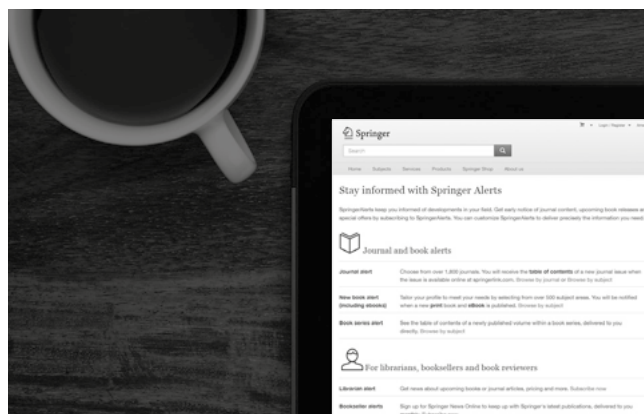 Springer
Login / Register
Search
Home Subjects Services Products Springer Shop About us
Stay informed with Springer Alerts
SpringerAlerts keep you informed of developments in your field. Get early notice of journal content, upcoming book releases and
special offers by subscribing to SpringerAlerts. You can customize SpringerAlerts to deliver precisely the information you need.
Journal and book alerts
Journal alert Choose from over 1,800 journals. You will receive the table of contents of a new journal issue when
the issue is available online at springerlink.com. Browse by journal or Browse by subject
New book alert Tailor your profile to meet your needs by selecting from over 500 subject areas. You will be notified
(including ebooks) when a new print book and eBook is published. Browse by subject
Book series alert See the table of contents of a newly published volume within a book series, delivered to you
directly. Browse by subject
For librarians, booksellers and book reviewers
Librarian alert Get news about upcoming books or journal articles, pricing and more. Subscribe now
Bookseller alerts Sign up for Springer News Online to keep up with Springer's latest publications, delivered to you